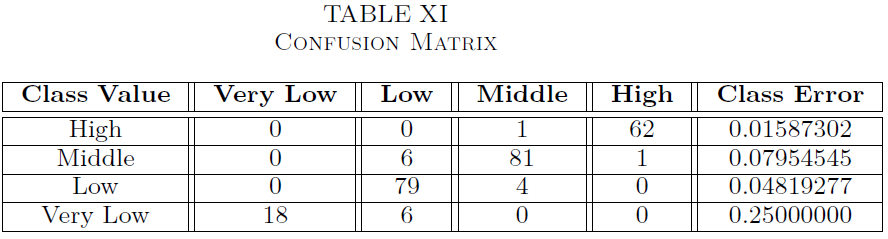 TABLE XI
CONFUSION MATRIX
Class Value Very Low Low Middle High Class Error
High 0 0 1 62 0.01587302
Middle 0 6 81 1 0.07954545
Low 0 79 4 0 0.04819277
Very Low 18 6 0 0 0.25000000